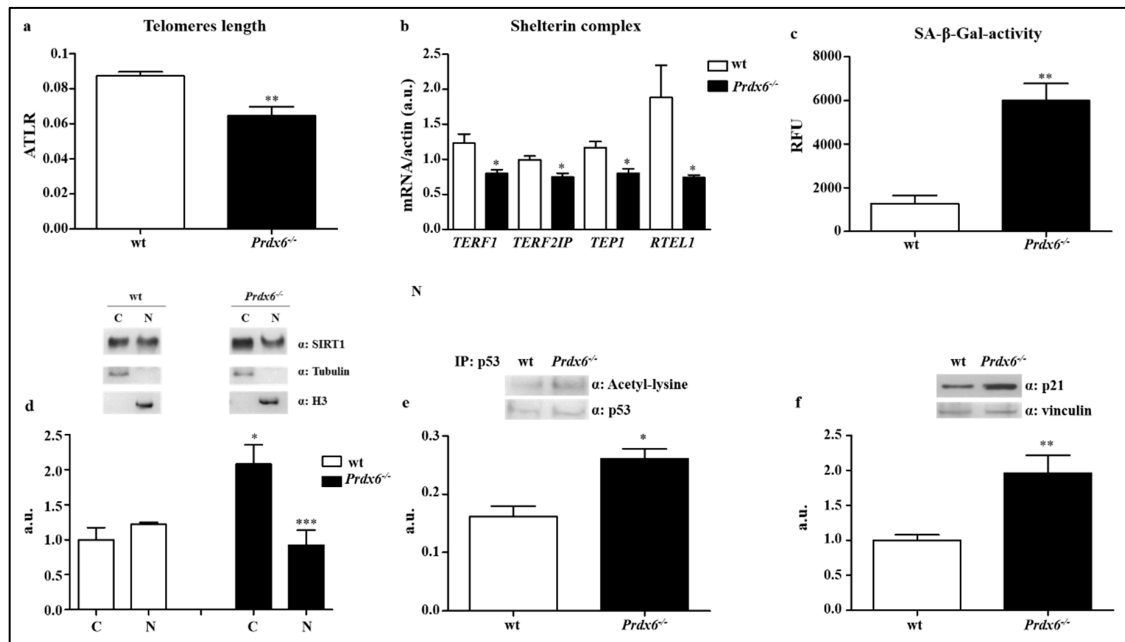 a Telomeres length
0.1
0.08
0.06
0.04
0.02
0.00
ATLR
**
wt Prdx6-/-
b Shelterin complex
2.5
2.0
1.5
1.0
0.5
0.0
mRNA/actin (a.u.)
wt
Prdx6-/-
* * * *
TERF1 TERF2IP TEP1 RTEL1
c SA-β-Gal-activity
8000
6000
4000
2000
0
RFU
**
wt Prdx6-/-
wt Prdx6-/-
C N C N
α: SIRT1
α: Tubulin
α: H3
d
2.5
2.0
1.5
1.0
0.5
0.0
a.u.
wt
Prdx6-/-
* ***
C N C N
N
IP: p53 wt Prdx6-/-
α: Acetyl-lysine
α: p53
e
0.3
0.2
0.1
0.0
a.u.
*
wt Prdx6-/-
wt Prdx6-/-
α: p21
α: vinculin
f
2.5
2.0
1.5
1.0
0.5
0.0
a.u.
**
wt Prdx6-/-